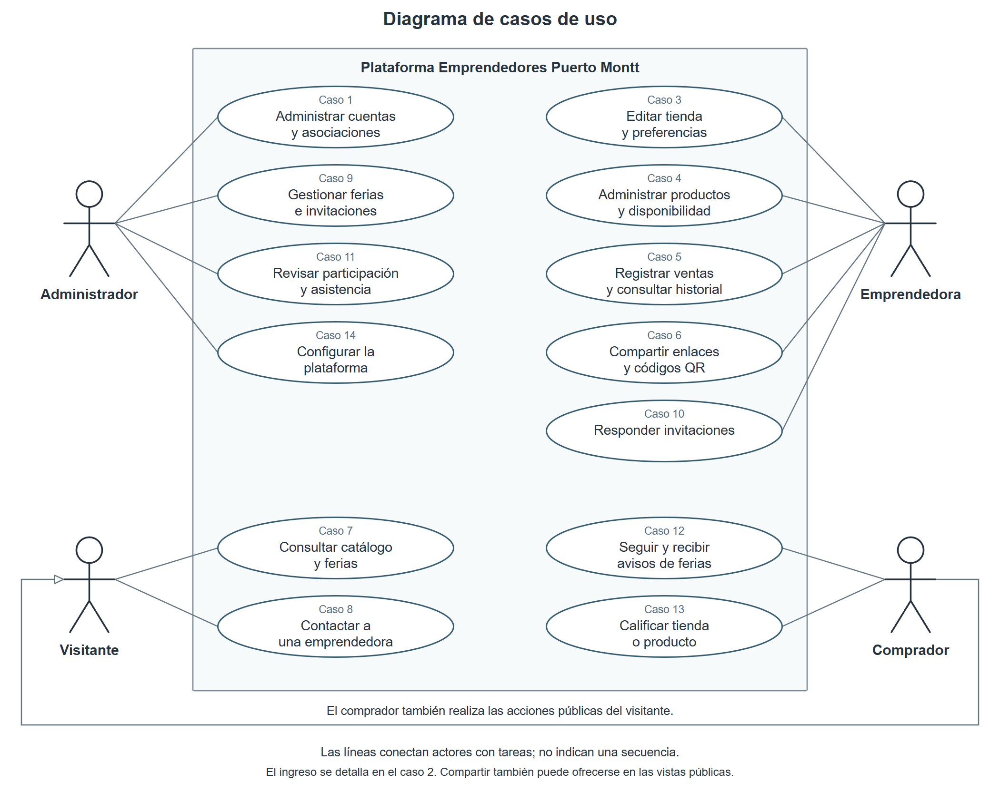 Diagrama de casos de uso
Plataforma Emprendedores Puerto Montt
Caso 1
Administrar cuentas
y asociaciones
Caso 3
Editar tienda
y preferencias
Caso 9
Gestionar ferias
e invitaciones
Caso 4
Administrar productos
y disponibilidad
Caso 11
Revisar participación
y asistencia
Caso 5
Registrar ventas
y consultar historial
Administrador
Emprendedora
Caso 14
Configurar la
plataforma
Caso 6
Compartir enlaces
y códigos QR
Caso 10
Responder invitaciones
Caso 7
Consultar catálogo
y ferias
Caso 12
Seguir y recibir
avisos de ferias
Caso 8
Contactar a
una emprendedora
Caso 13
Calificar tienda
o producto
Visitante
Comprador
El comprador también realiza las acciones públicas del visitante.
Las líneas conectan actores con tareas; no indican una secuencia.
El ingreso se detalla en el caso 2. Compartir también puede ofrecerse en las vistas públicas.